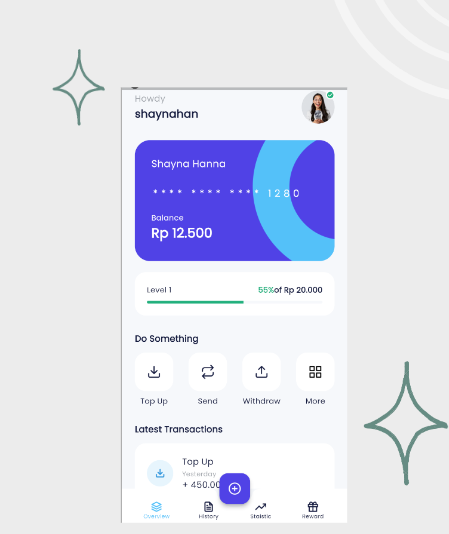 Howdy
shaynahan
Shayna Hanna
**** **** **** 1280
Balance
Rp 12.500
Level 1
55%of Rp 20.000
Do Something
Top Up
Send
Withdrow
More
Latest Transactions
Top Up
Yesterday
+ 450.00
Overview
History
Statistic
Reward